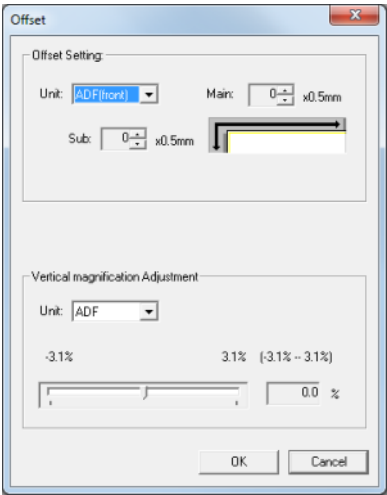 Offset
Offset Setting:
Unit: ADF(front) Main: 0 x0.5mm
Sub: 0 x0.5mm
Vertical magnification Adjustment
Unit: ADF
-3.1% 3.1% (-3.1% -- 3.1%)
0.0 %
OK Cancel